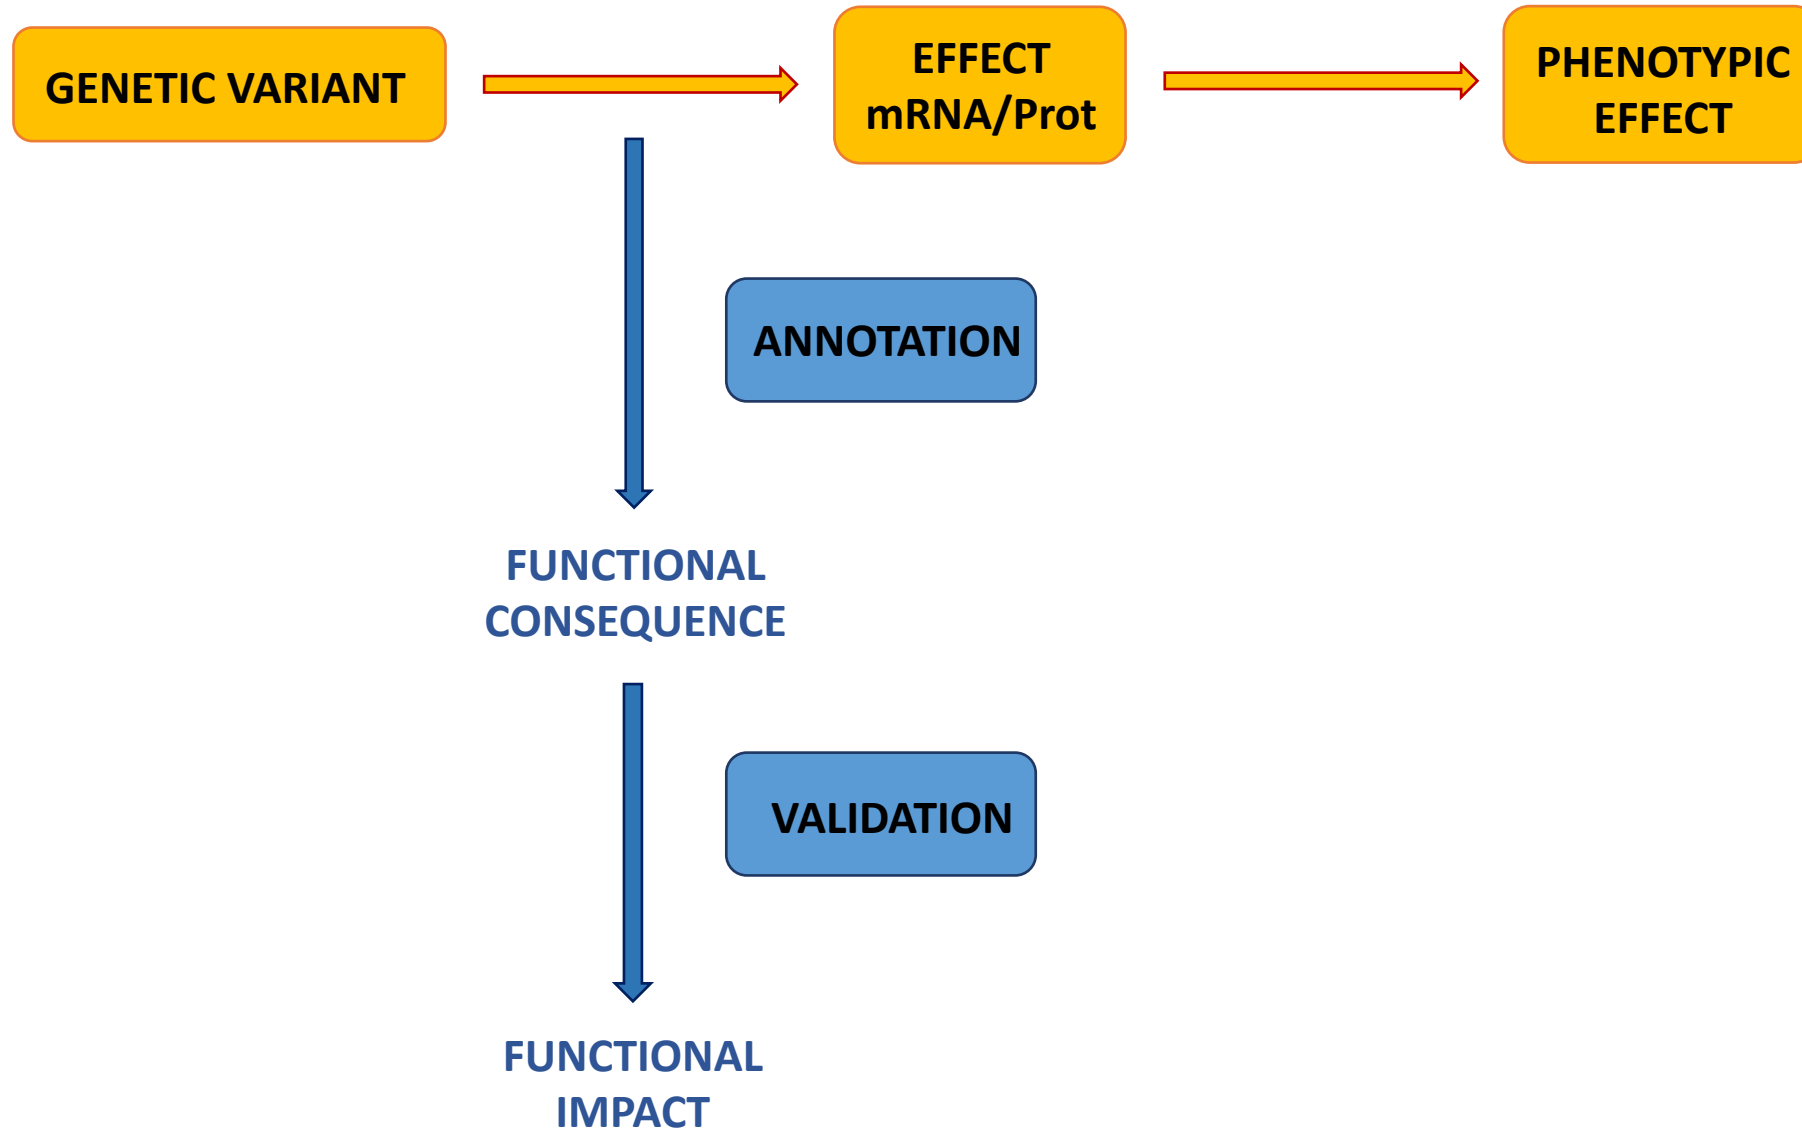 GENETIC VARIANT
EFFECT
mRNA/Prot
PHENOTYPIC
EFFECT
ANNOTATION
FUNCTIONAL
CONSEQUENCE
VALIDATION
FUNCTIONAL
IMPACT